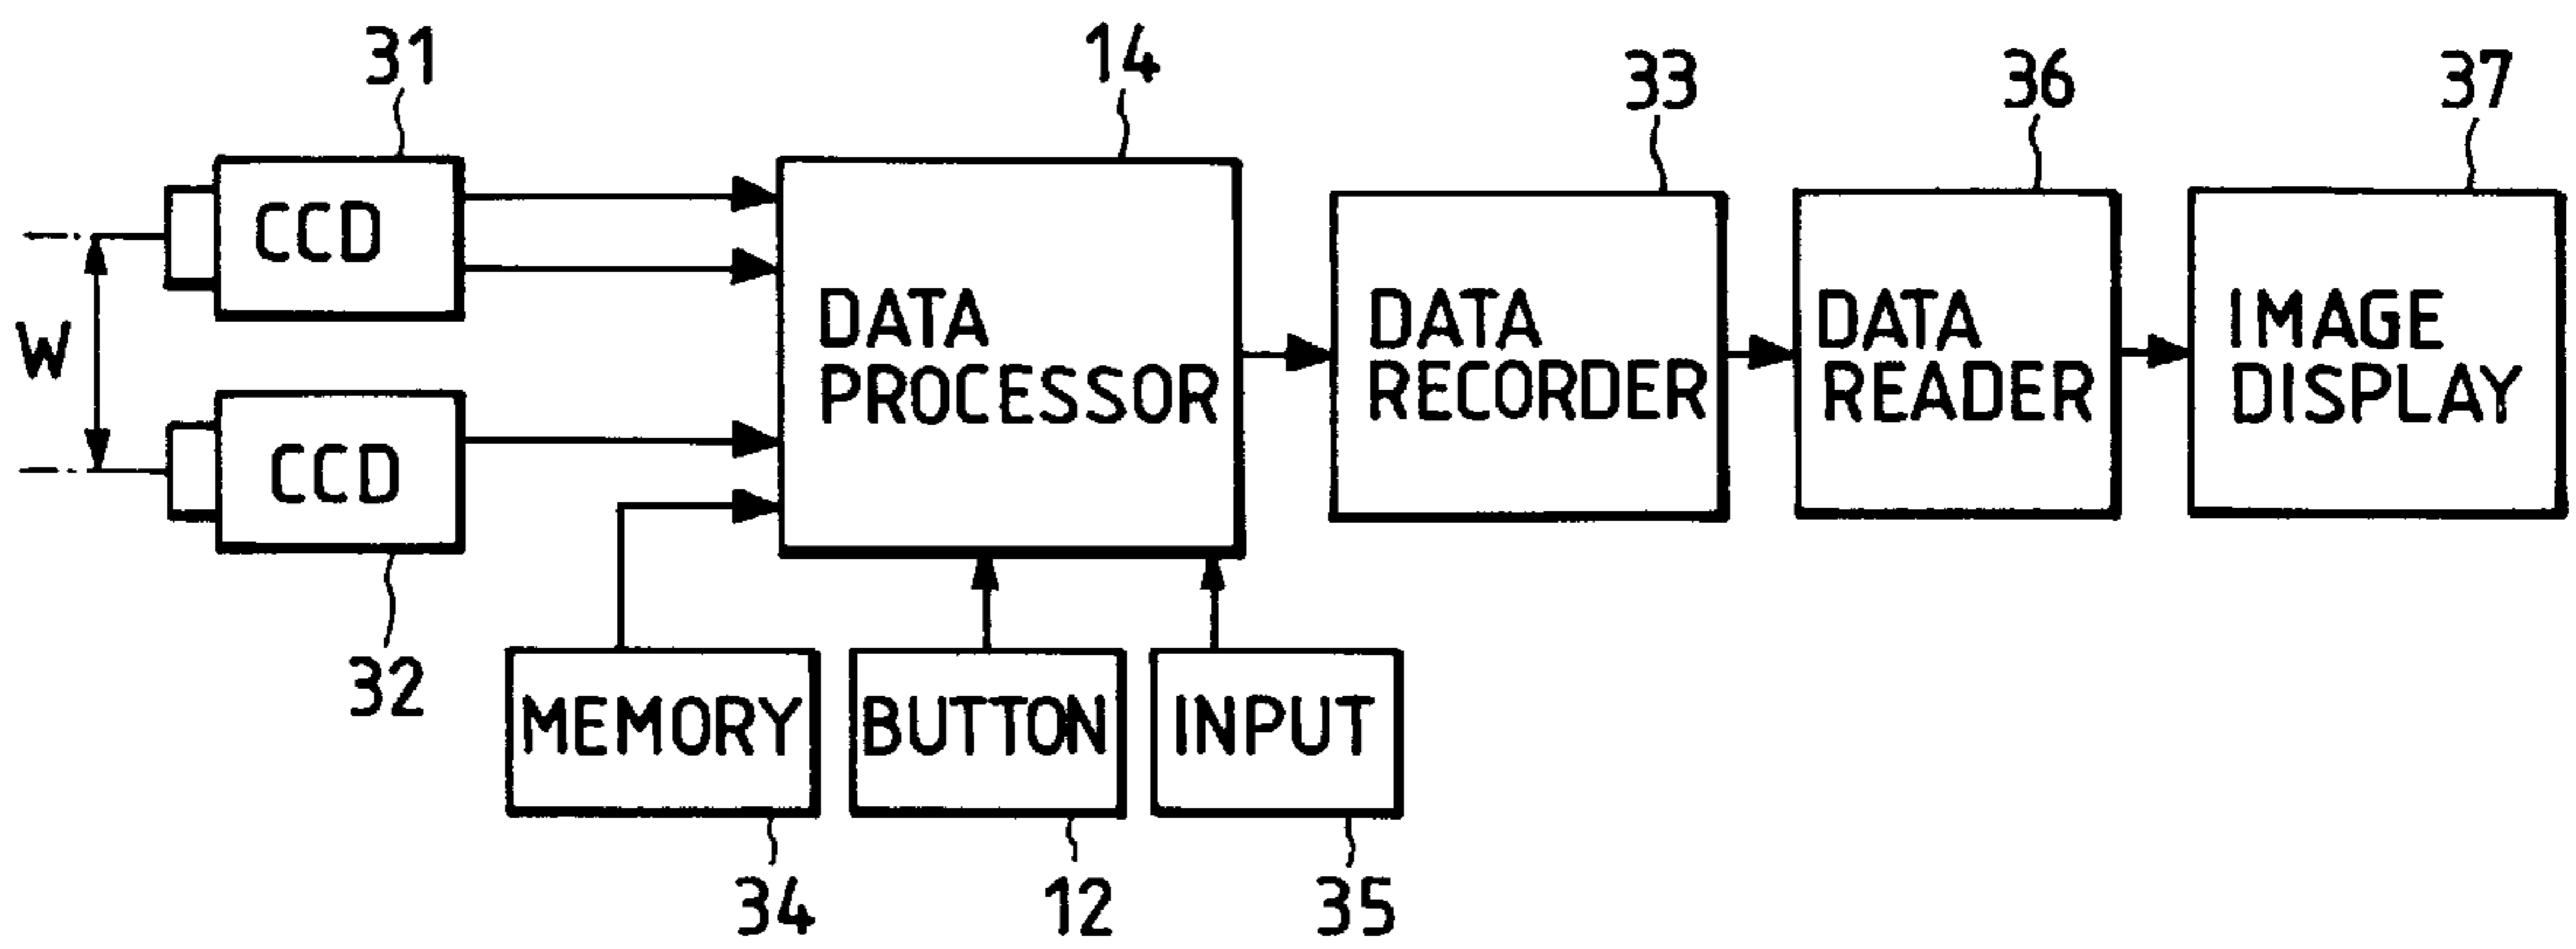 31
14
33
36
37
CCD
W
CCD
32
DATA
PROCESSOR
DATA
RECORDER
DATA
READER
IMAGE
DISPLAY
MEMORY
BUTTON
INPUT
34
12
35